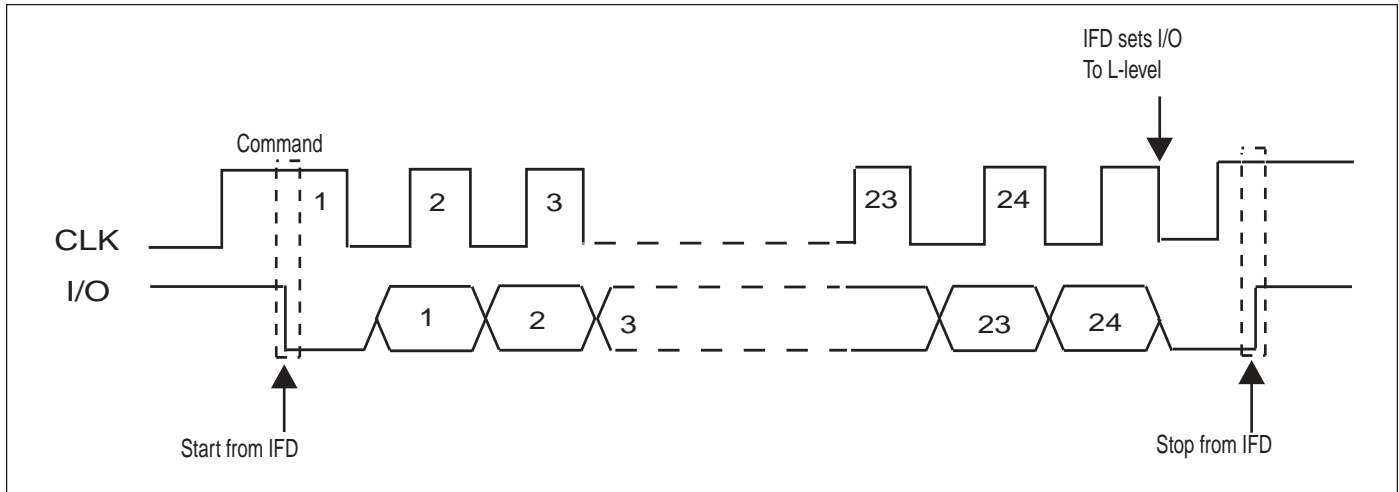 IFD sets I/O
To L-level
Command
1 2 3 23 24
CLK
I/O
1 2 3 23 24
Start from IFD
Stop from IFD